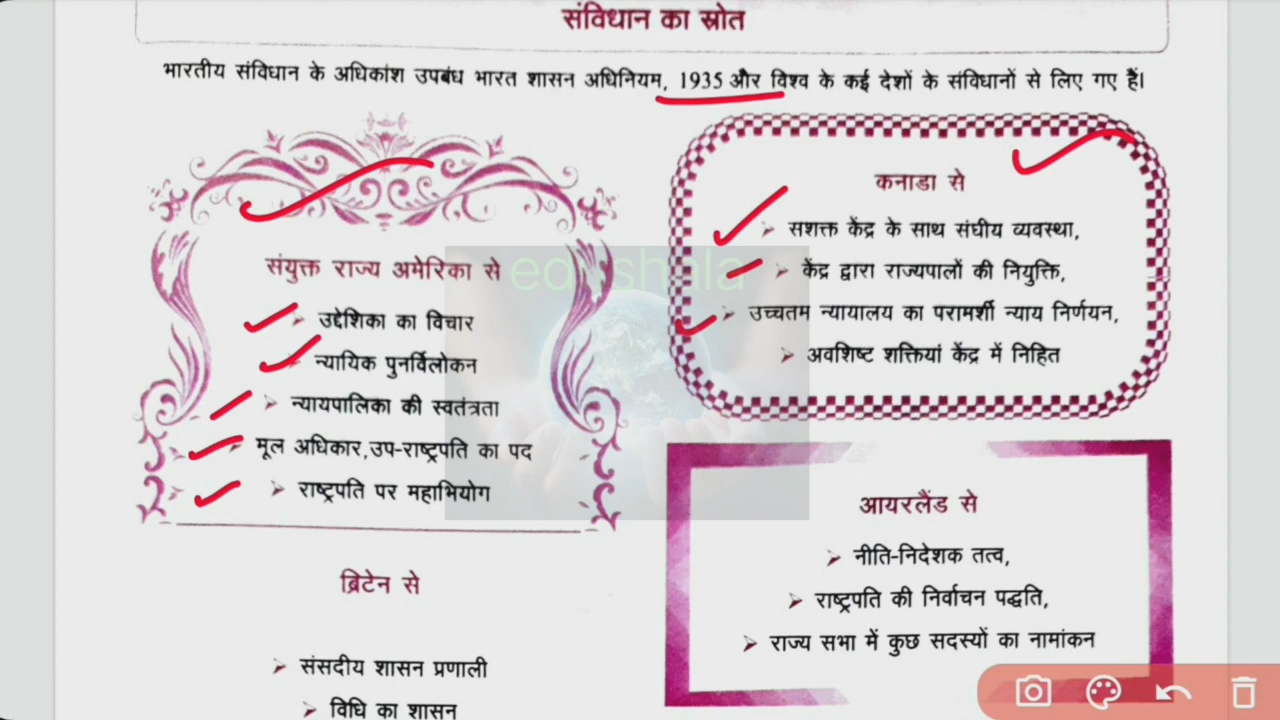 संविधान का स्रोत
भारतीय संविधान के अधिकांश उपबंध भारत शासन अधिनियम, 1935 और विश्व के कई देशों के संविधानों से लिए गए हैं।
संयुक्त राज्य अमेरिका से
उद्देशिका का विचार
न्यायिक पुनर्विलोकन
न्यायपालिका की स्वतंत्रता
मूल अधिकार,उप-राष्ट्रपति का पद
राष्ट्रपति पर महाभियोग
ब्रिटेन से
संसदीय शासन प्रणाली
विधि का शासन
कनाडा से
सशक्त केंद्र के साथ संघीय व्यवस्था,
केंद्र द्वारा राज्यपालों की नियुक्ति,
उच्चतम न्यायालय का परामर्शी न्याय निर्णयन,
अवशिष्ट शक्तियां केंद्र में निहित
आयरलैंड से
नीति-निदेशक तत्व,
राष्ट्रपति की निर्वाचन पद्धति,
राज्य सभा में कुछ सदस्यों का नामांकन